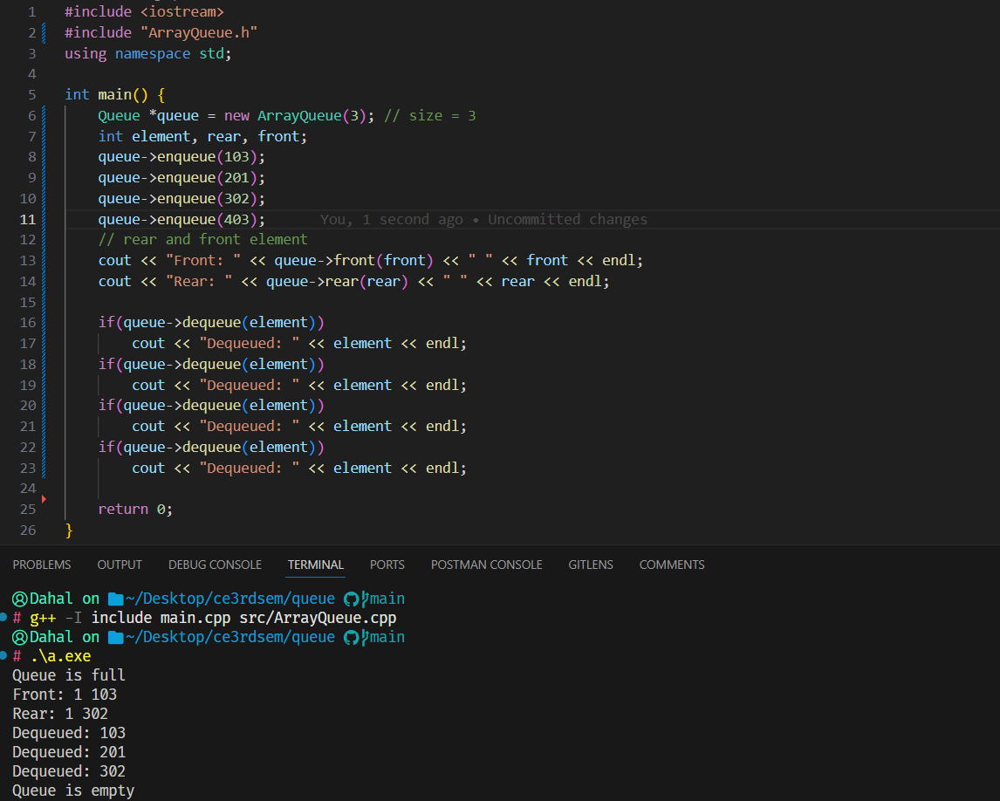 1 #include <iostream>
2 #include "ArrayQueue.h"
3 using namespace std;
4
5 int main() {
6 Queue *queue = new ArrayQueue(3); // size = 3
7 int element, rear, front;
8 queue->enqueue(103);
9 queue->enqueue(201);
10 queue->enqueue(302);
11 queue->enqueue(403); You, 1 second ago • Uncommitted changes
12 // rear and front element
13 cout << "Front: " << queue->front(front) << " " << front << endl;
14 cout << "Rear: " << queue->rear(rear) << " " << rear << endl;
15
16 if(queue->dequeue(element))
17 cout << "Dequeued: " << element << endl;
18 if(queue->dequeue(element))
19 cout << "Dequeued: " << element << endl;
20 if(queue->dequeue(element))
21 cout << "Dequeued: " << element << endl;
22 if(queue->dequeue(element))
23 cout << "Dequeued: " << element << endl;
24
25 return 0;
26 }
PROBLEMS OUTPUT DEBUG CONSOLE TERMINAL PORTS POSTMAN CONSOLE GITLENS COMMENTS
Dahal on ~/Desktop/ce3rdsem/queue main
# g++ -I include main.cpp src/ArrayQueue.cpp
Dahal on ~/Desktop/ce3rdsem/queue main
# .\a.exe
Queue is full
Front: 1 103
Rear: 1 302
Dequeued: 103
Dequeued: 201
Dequeued: 302
Queue is empty